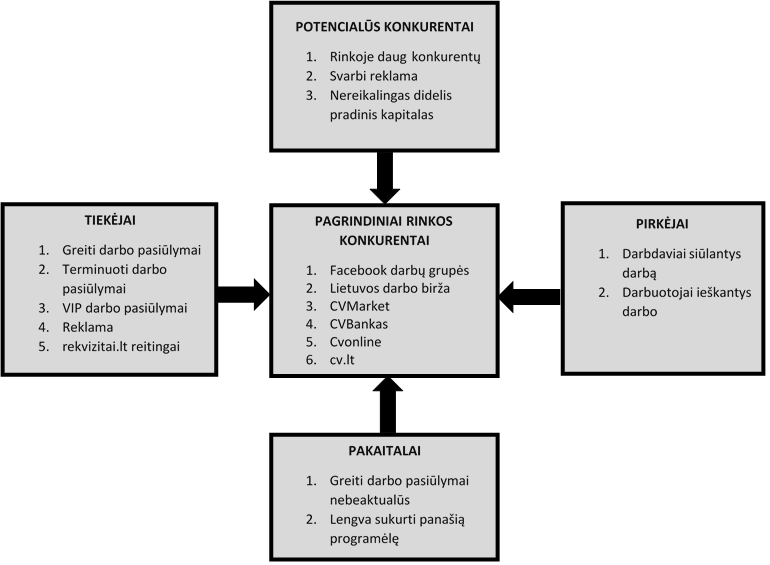 POTENCIALŪS KONKURENTAI
1. Rinkoje daug konkurentų
2. Svarbi reklama
3. Nereikalingas didelis
pradinis kapitalas
TIEKĖJAI
1. Greiti darbo pasiūlymai
2. Terminuoti darbo
pasiūlymai
3. VIP darbo pasiūlymai
4. Reklama
5. rekvizitai.lt reitingai
PAGRINDINIAI RINKOS
KONKURENTAI
1. Facebook darbų grupės
2. Lietuvos darbo birža
3. CVMarket
4. CVBankas
5. Cvonline
6. cv.lt
PIRKĖJAI
1. Darbdaviai siūlantys
darbą
2. Darbuotojai ieškantys
darbo
PAKAITALAI
1. Greiti darbo pasiūlymai
nebeaktualūs
2. Lengva sukurti panašią
programėlę